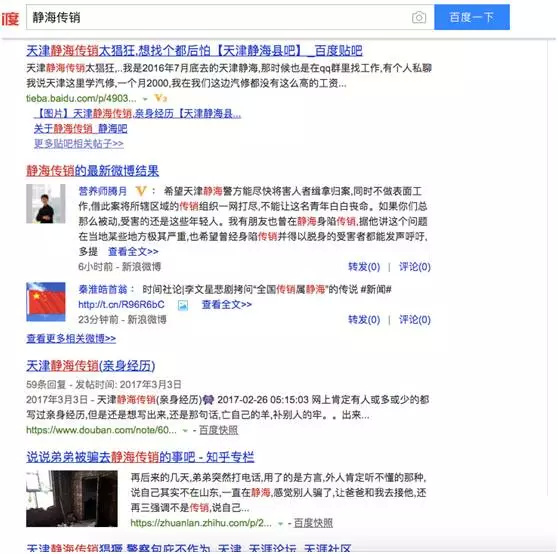 度
静海传销
百度一下
天津静海传销太猖狂,想找个都后怕【天津静海县吧】_百度贴吧
天津静海传销太猖狂,..我是2016年7月底去的天津静海,那时候也是在qq群里找工作,有个人私聊
我说天津这里学汽修,一个月2000,我在我们这边汽修都没有这么高的工资...
tieba.baidu.com/p/4903...
【图片】天津静海传销,亲身经历【天津静海县...
关于静海传销_静海吧
更多贴吧相关帖子>>
静海传销的最新微博结果
营养师腾月 V： 希望天津静海警方能尽快将害人者缉拿归案,同时不做表面工
作,借此案将所辖区域的传销组织一网打尽,不能让这名青年白白丧命。如果你们总
那么被动,受害的还是这些年轻人。我有朋友也曾在静海身陷传销,据他讲这个问题
在当地某些地方极其严重,也希望曾经身陷传销并得以脱身的受害者都能发声呼吁,
多提 查看全文>>
6小时前 - 新浪微博 转发(0) | 评论(0)
秦淮皓首翁： 时间社论|李文星悲剧拷问“全国传销属静海”的传说 #新闻#
http://t.cn/R96R6bC 查看全文>>
23分钟前 - 新浪微博 转发(0) | 评论(0)
查看更多相关微博>>
天津静海传销(亲身经历)
59条回复 - 发帖时间: 2017年3月3日
2017年3月3日 - 天津静海传销(亲身经历) 2017-02-26 05:15:03 网上肯定有人或多或少的都
写过亲身经历,但是还是想写出来,还是那句话,亡自己的羊,补别人的牢。。出来...
https://www.douban.com/note/60... - 百度快照
说说弟弟被骗去静海传销的事吧 - 知乎专栏
再后来的几天,弟弟突然打电话,用了的是方言,外人肯定听不懂的那种,
说自己其实不在山东,一直在静海,感觉别人骗了,让爸爸和我去接他,还
再三强调不是传销,说自己...
https://zhuanlan.zhihu.com/p/2... - 百度快照
天津静海传销猖獗,警察包庇不作为_天津_天涯论坛_天涯社区